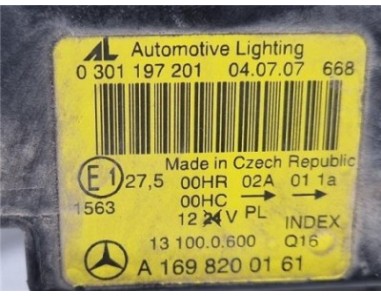 AL Automotive Lighting
0 301 197 201 04.07.07 668
Made in Czech Republic
E1 27,5 00HR 02A 01 1a
00HC
1563 12 24 V PL INDEX
13 100.0.600 Q16
A 169 820 01 61